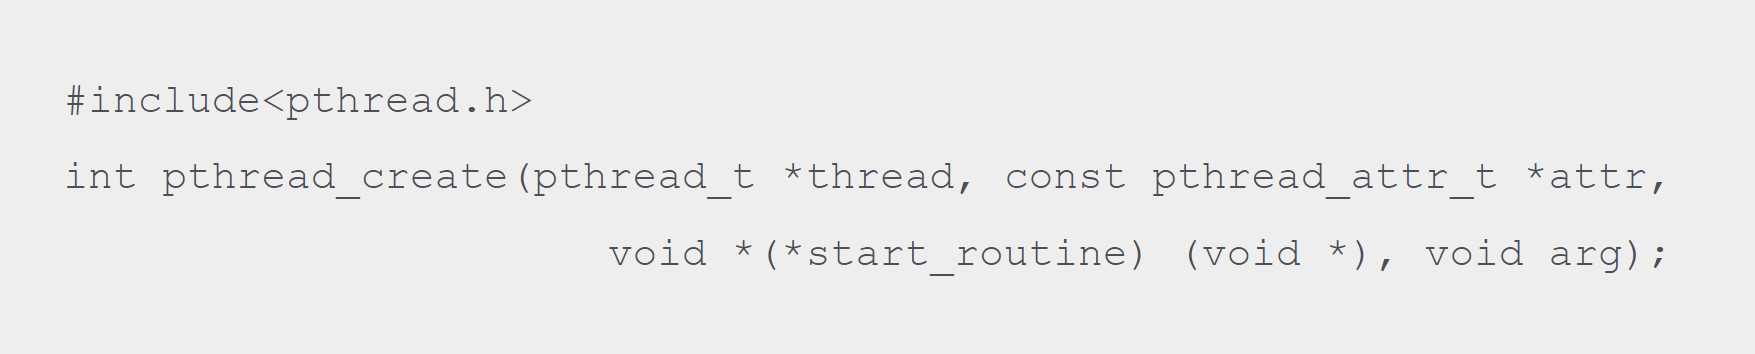 #include<pthread.h>
int pthread_create(pthread_t *thread, const pthread_attr_t *attr,
void *(*start_routine) (void *), void arg);